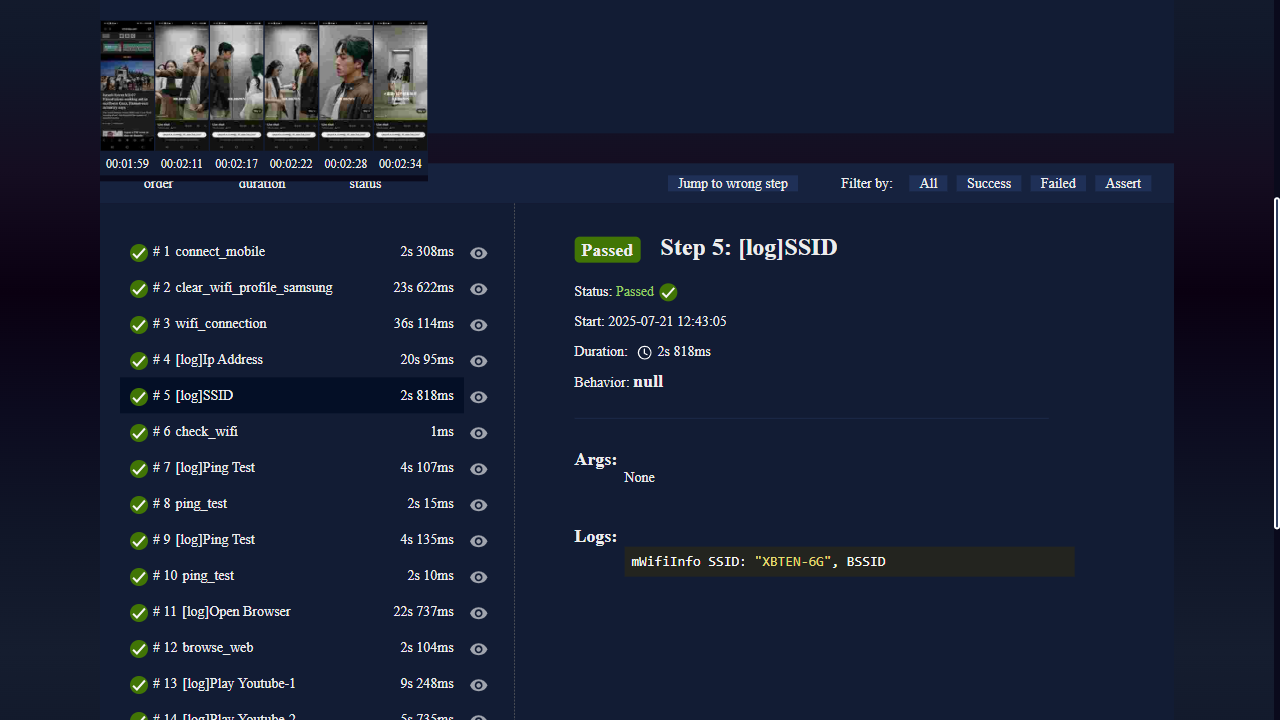 00:01:59 00:02:11 00:02:17 00:02:22 00:02:28 00:02:34
order duration status Jump to wrong step Filter by: All Success Failed Assert
# 1 connect_mobile 2s 308ms
# 2 clear_wifi_profile_samsung 23s 622ms
# 3 wifi_connection 36s 114ms
# 4 [log]Ip Address 20s 95ms
# 5 [log]SSID 2s 818ms
# 6 check_wifi 1ms
# 7 [log]Ping Test 4s 107ms
# 8 ping_test 2s 15ms
# 9 [log]Ping Test 4s 135ms
# 10 ping_test 2s 10ms
# 11 [log]Open Browser 22s 737ms
# 12 browse_web 2s 104ms
# 13 [log]Play Youtube-1 9s 248ms
# 14 [log]Play Youtube-2 5s 735ms
Passed Step 5: [log]SSID
Status: Passed
Start: 2025-07-21 12:43:05
Duration: 2s 818ms
Behavior: null
Args:
None
Logs:
mWifiInfo SSID: "XBTEN-6G", BSSID